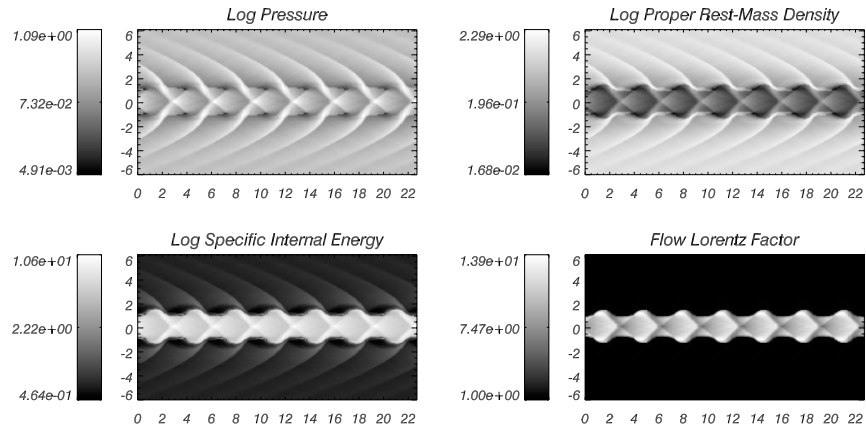 Log Pressure
1.09e+00
7.32e-02
4.91e-03
6
4
2
0
-2
-4
-6
0 2 4 6 8 10 12 14 16 18 20 22
Log Proper Rest-Mass Density
2.29e+00
1.96e-01
1.68e-02
6
4
2
0
-2
-4
-6
0 2 4 6 8 10 12 14 16 18 20 22
Log Specific Internal Energy
1.06e+01
2.22e+00
4.64e-01
6
4
2
0
-2
-4
-6
0 2 4 6 8 10 12 14 16 18 20 22
Flow Lorentz Factor
1.39e+01
7.47e+00
1.00e+00
6
4
2
0
-2
-4
-6
0 2 4 6 8 10 12 14 16 18 20 22